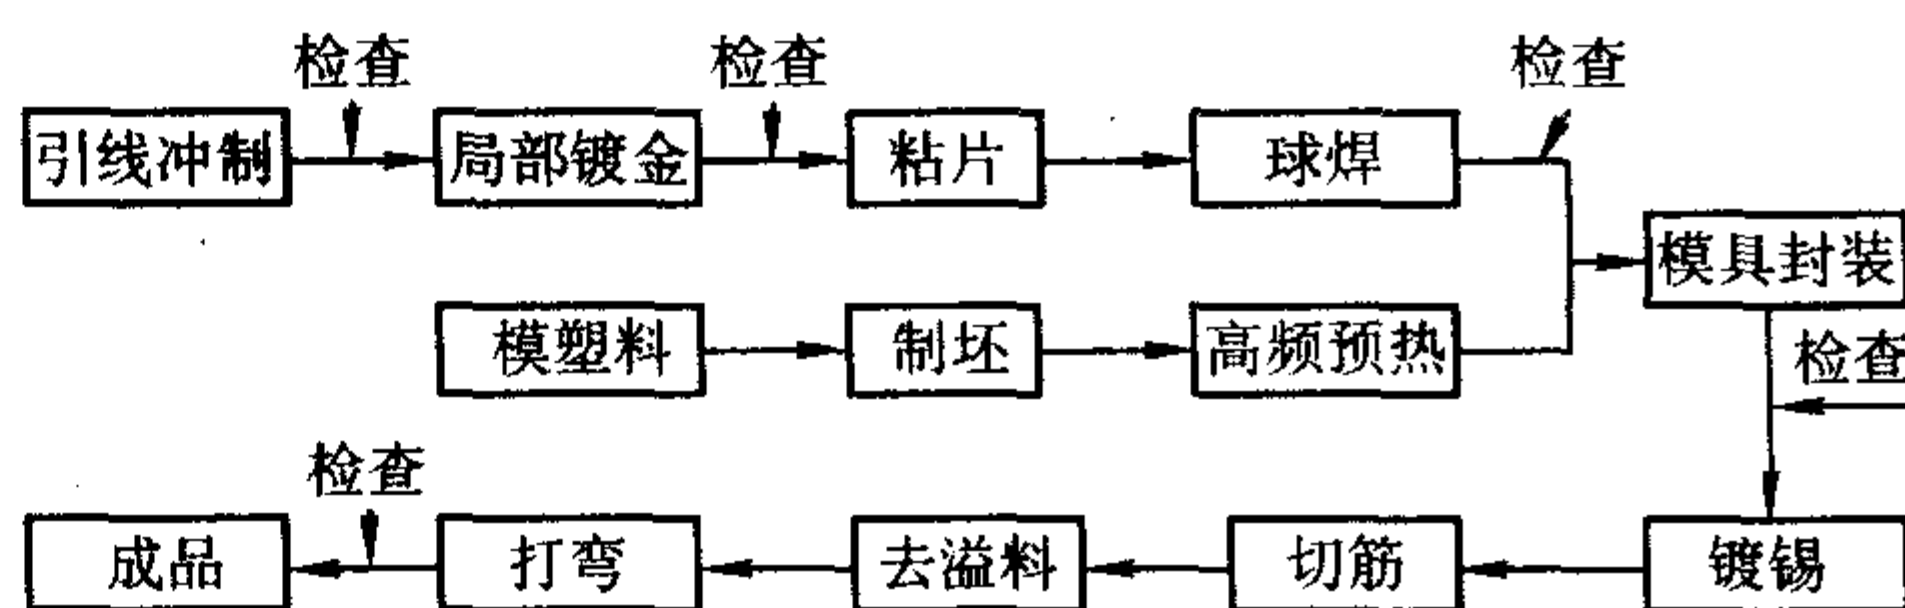 检查 检查 检查
引线冲制 局部镀金 粘片 球焊
模具封装
模塑料 制坯 高频预热
检查
检查
成品 打弯 去溢料 切筋 镀锡